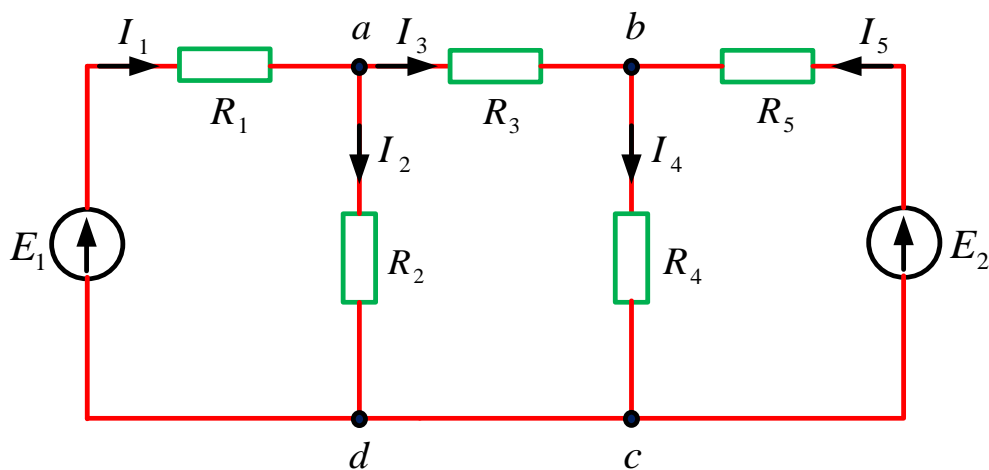 I₁ a I₃ b I₅
R₁ R₃ R₅
I₂ I₄
E₁ R₂ R₄ E₂
d c